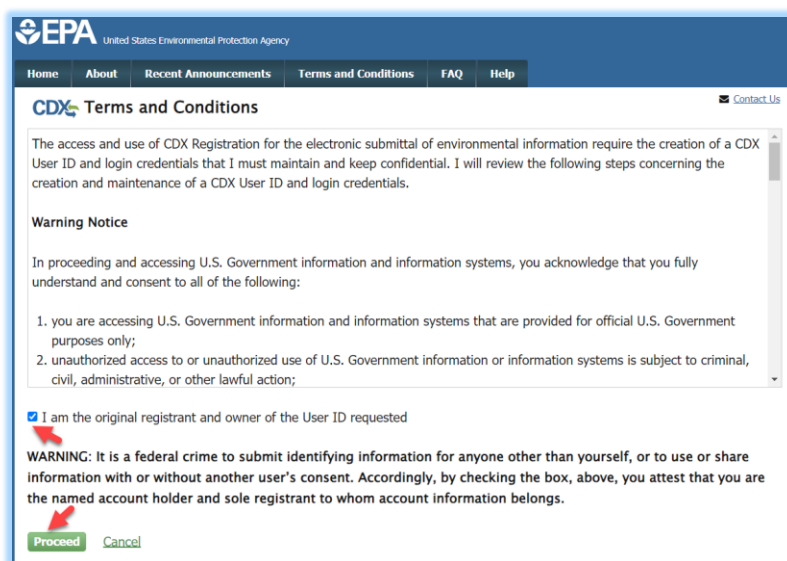 EPA United States Environmental Protection Agency
Home About Recent Announcements Terms and Conditions FAQ Help
Contact Us
CDX Terms and Conditions
The access and use of CDX Registration for the electronic submittal of environmental information require the creation of a CDX
User ID and login credentials that I must maintain and keep confidential. I will review the following steps concerning the
creation and maintenance of a CDX User ID and login credentials.
Warning Notice
In proceeding and accessing U.S. Government information and information systems, you acknowledge that you fully
understand and consent to all of the following:
1. you are accessing U.S. Government information and information systems that are provided for official U.S. Government
purposes only;
2. unauthorized access to or unauthorized use of U.S. Government information or information systems is subject to criminal,
civil, administrative, or other lawful action;
I am the original registrant and owner of the User ID requested
WARNING: It is a federal crime to submit identifying information for anyone other than yourself, or to use or share
information with or without another user's consent. Accordingly, by checking the box, above, you attest that you are
the named account holder and sole registrant to whom account information belongs.
Proceed Cancel